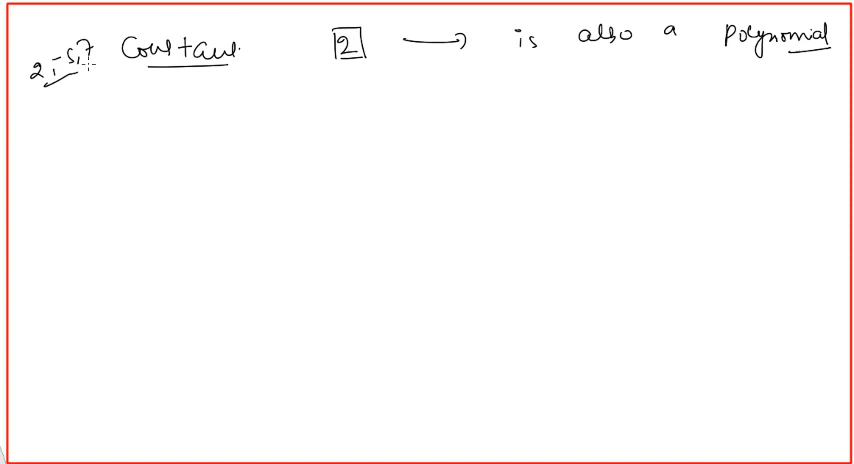 2, -5, 7 Constant 2 → is also a Polynomial